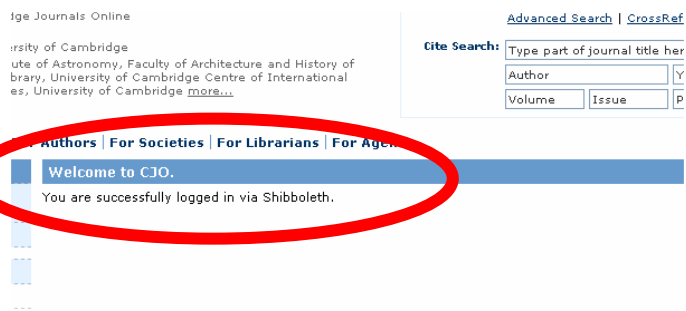 dge Journals Online
Advanced Search | CrossRef
ersity of Cambridge
Cite Search: Type part of journal title her
ute of Astronomy, Faculty of Architecture and History of
brary, University of Cambridge Centre of International
es, University of Cambridge more...
Author Y
Volume Issue P
Authors | For Societies | For Librarians | For Agen
Welcome to CJO.
You are successfully logged in via Shibboleth.